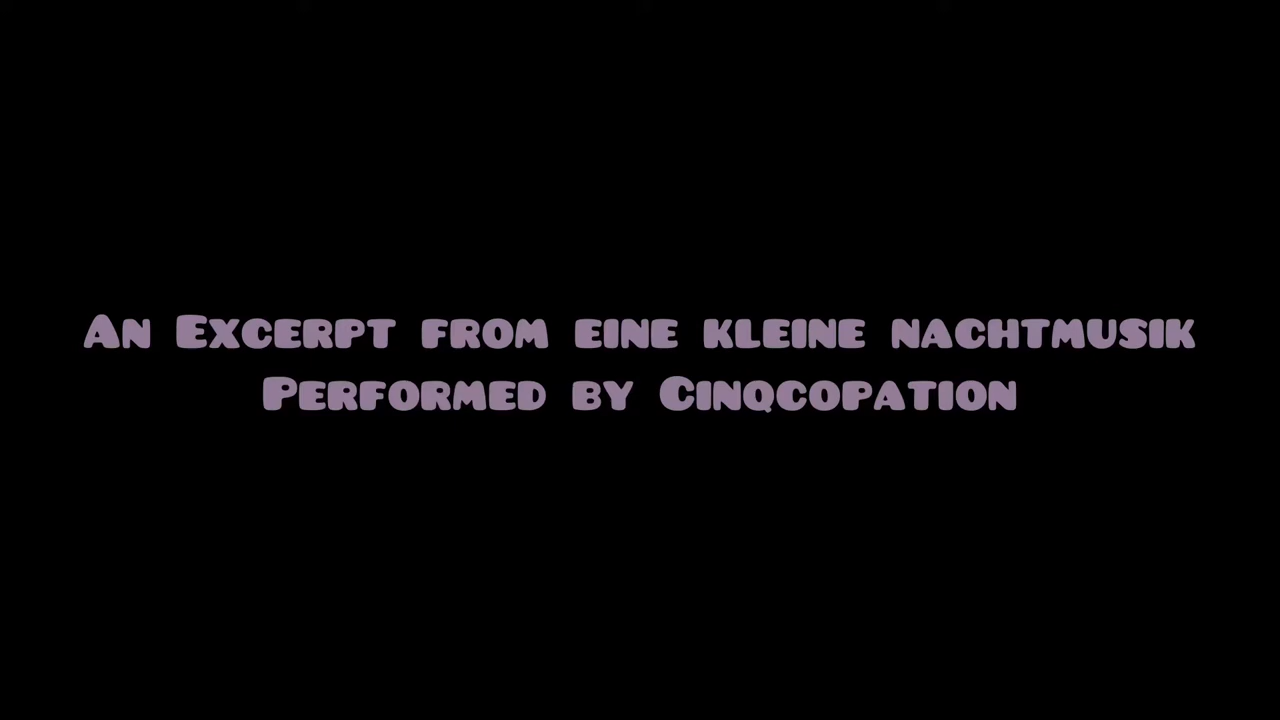 An Excerpt from eine kleine nachtmusik
Performed by Cinqcopation